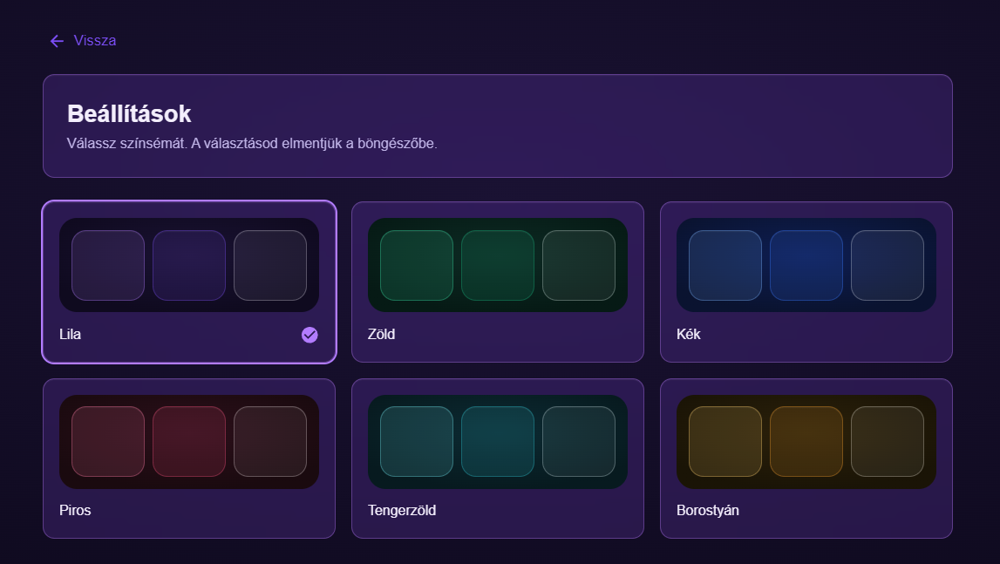 Vissza
Beállítások
Válassz színsémát. A választásod elmentjük a böngészőbe.
Lila
Zöld
Kék
Piros
Tengerzöld
Borostyán